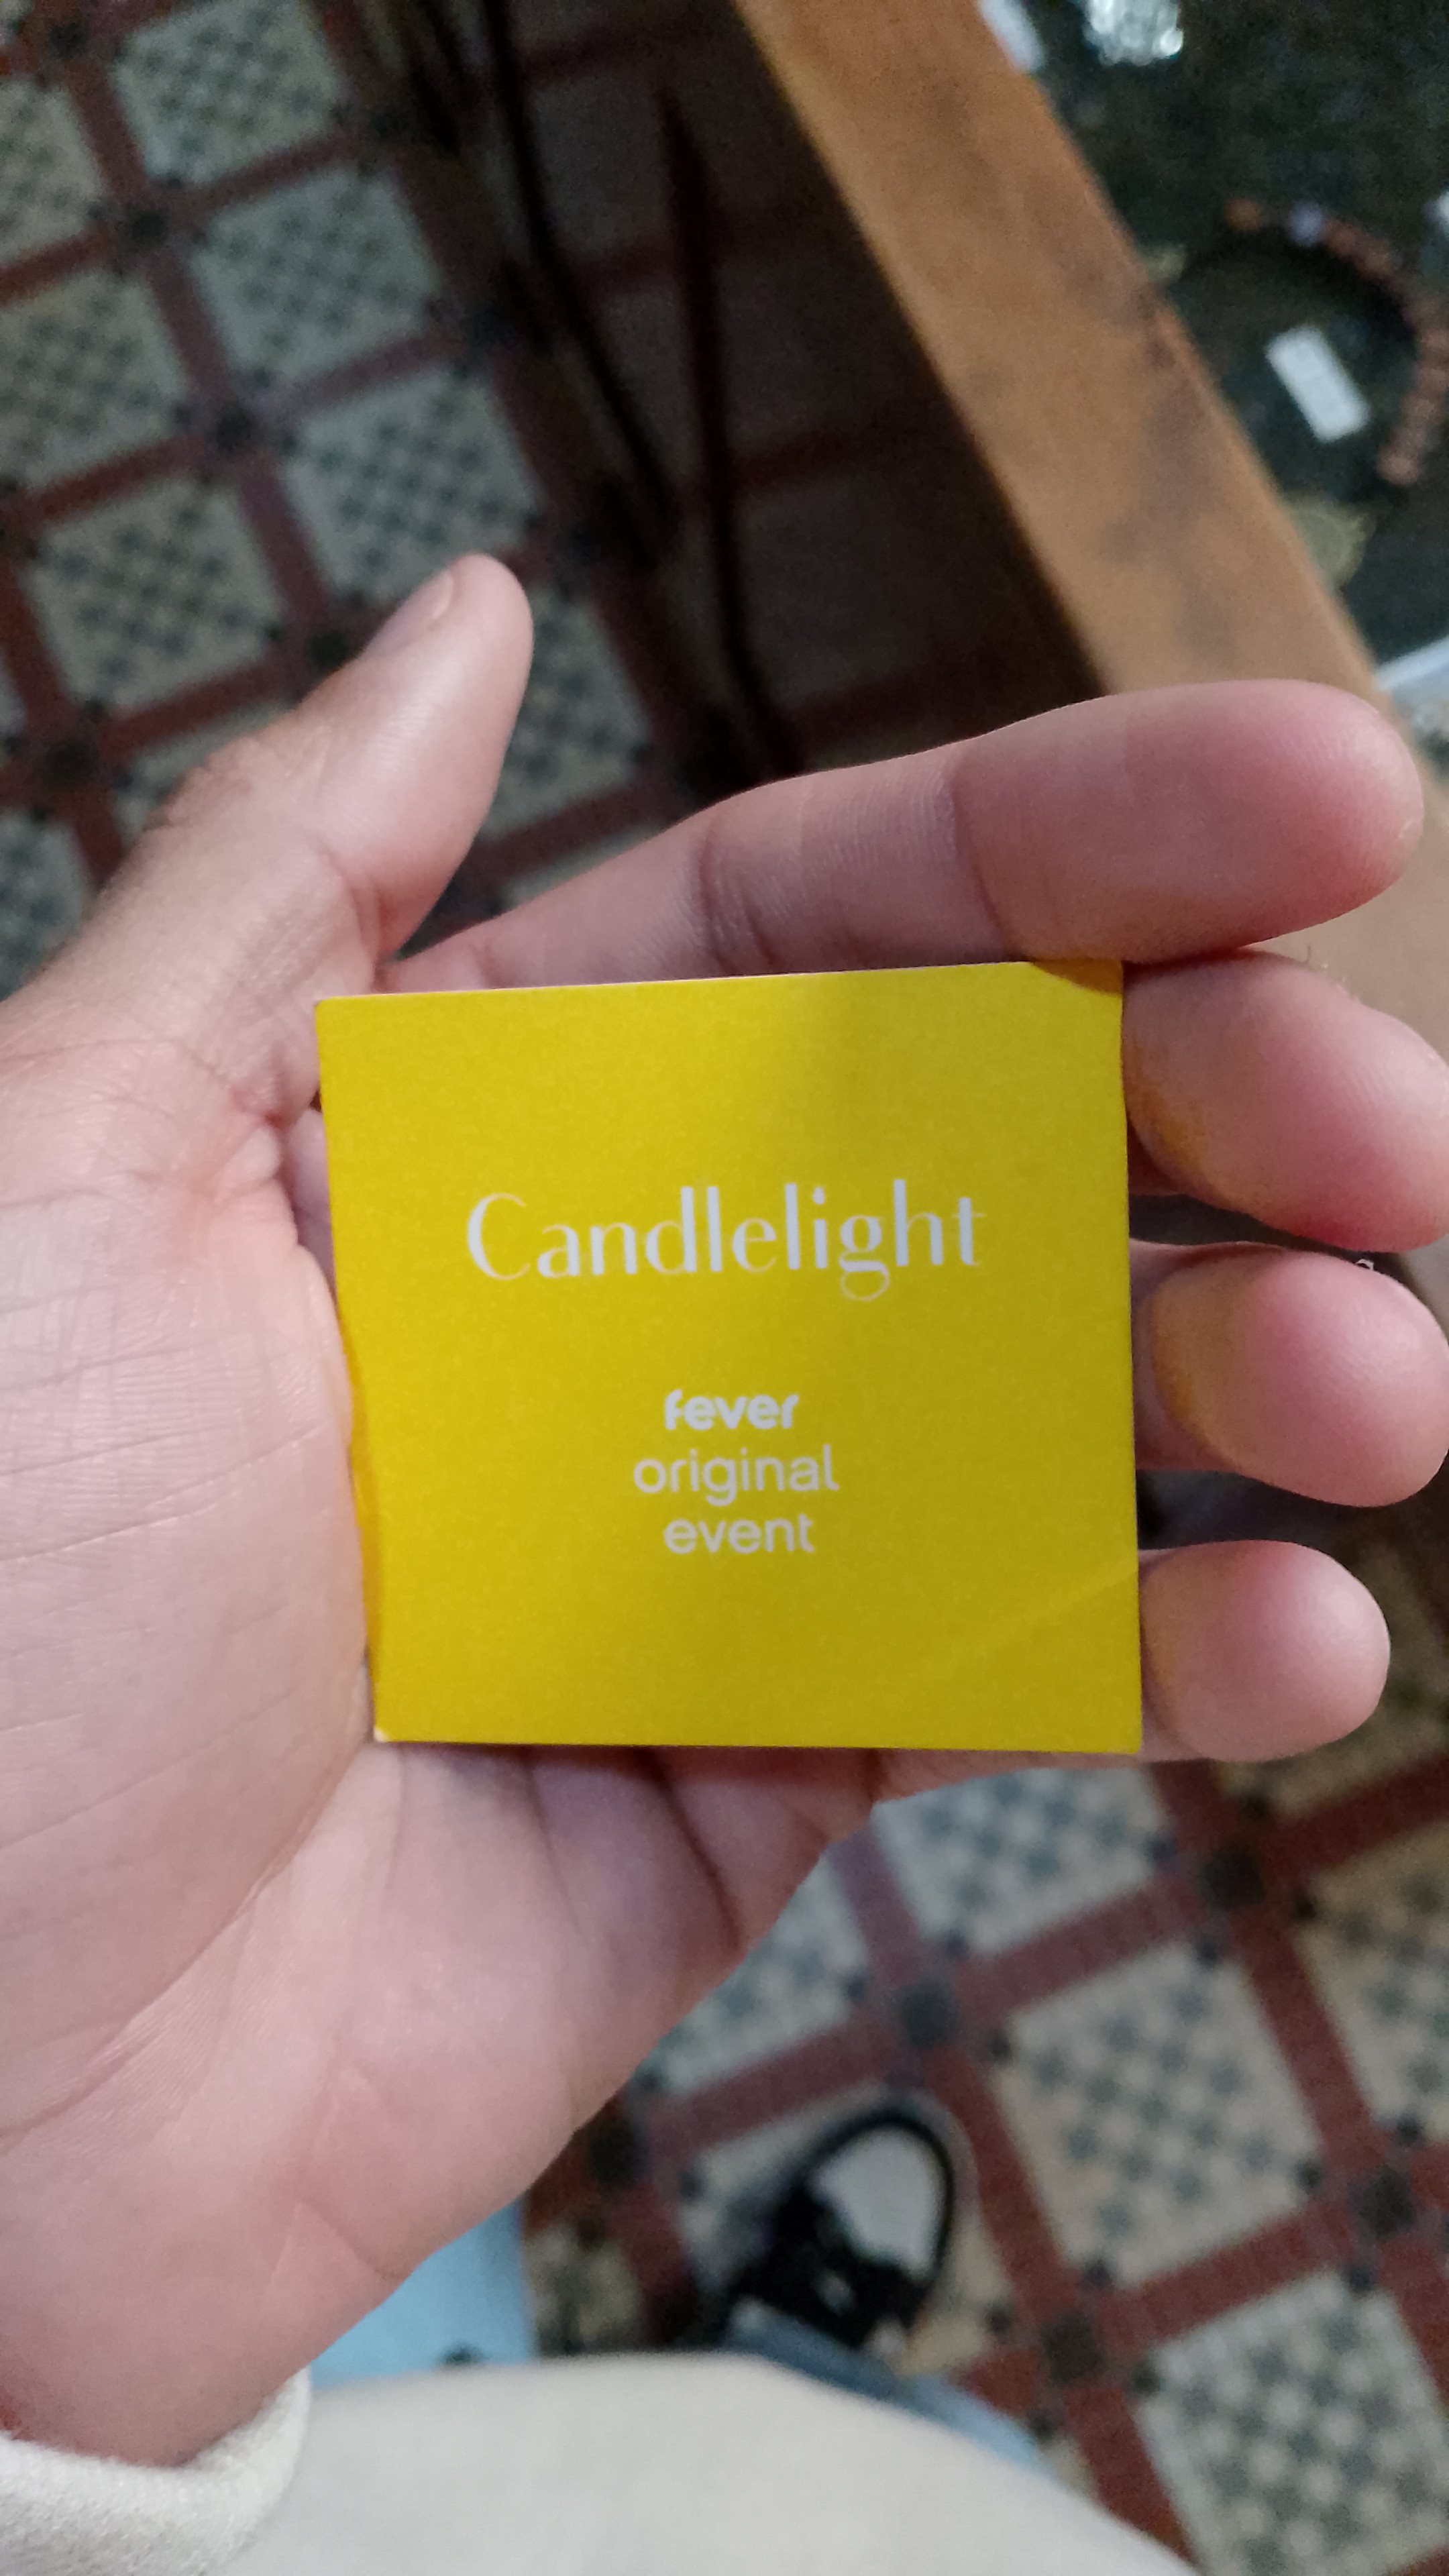 Candlelight
fever
original
event